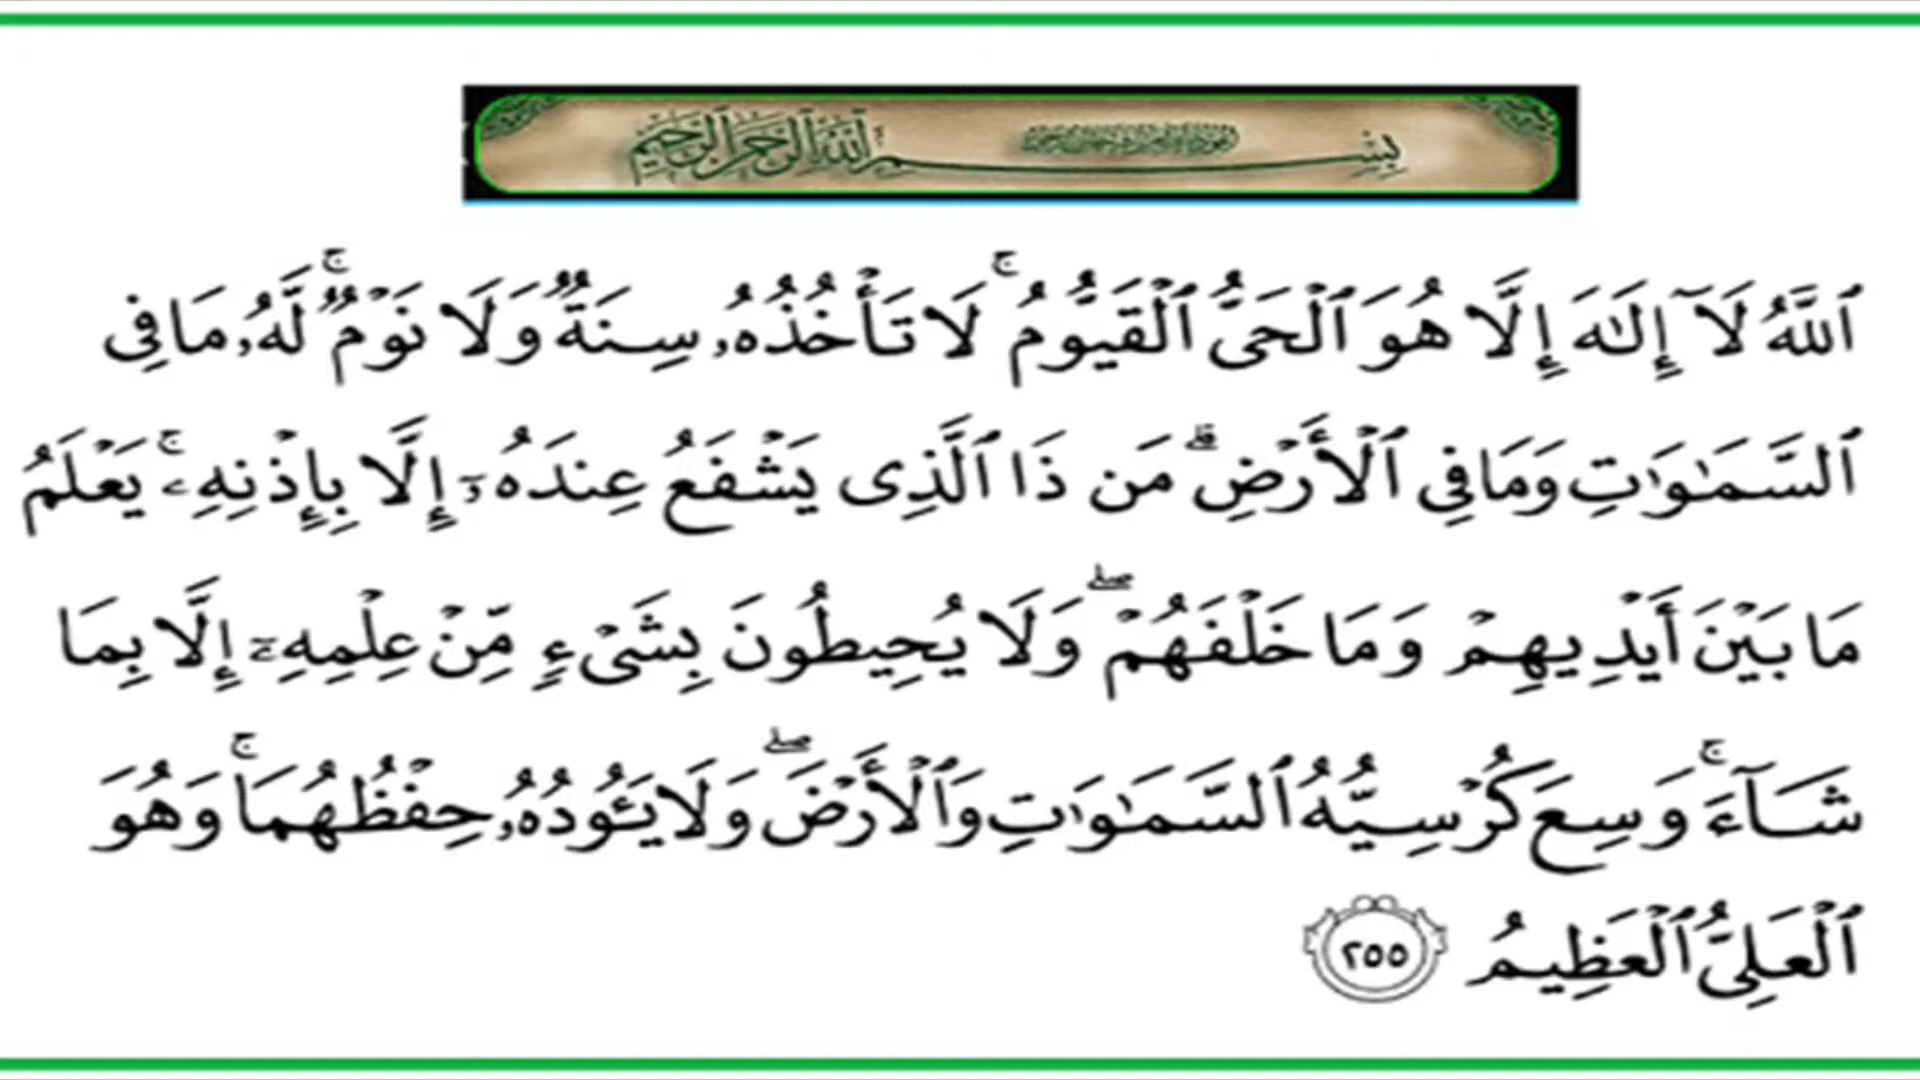 بِسْمِ ٱللَّهِ ٱلرَّحْمَٰنِ ٱلرَّحِيمِ
ٱللَّهُ لَآ إِلَٰهَ إِلَّا هُوَ ٱلْحَىُّ ٱلْقَيُّومُ ۚ لَا تَأْخُذُهُۥ سِنَةٌ وَلَا نَوْمٌ ۚ لَّهُۥ مَا فِى
ٱلسَّمَٰوَٰتِ وَمَا فِى ٱلْأَرْضِ ۗ مَن ذَا ٱلَّذِى يَشْفَعُ عِندَهُۥٓ إِلَّا بِإِذْنِهِۦ ۚ يَعْلَمُ
مَا بَيْنَ أَيْدِيهِمْ وَمَا خَلْفَهُمْ ۖ وَلَا يُحِيطُونَ بِشَىْءٍ مِّنْ عِلْمِهِۦٓ إِلَّا بِمَا
شَآءَ ۚ وَسِعَ كُرْسِيُّهُ ٱلسَّمَٰوَٰتِ وَٱلْأَرْضَ ۖ وَلَا يَـُٔودُهُۥ حِفْظُهُمَا ۚ وَهُوَ
ٱلْعَلِىُّ ٱلْعَظِيمُ ٢٥٥